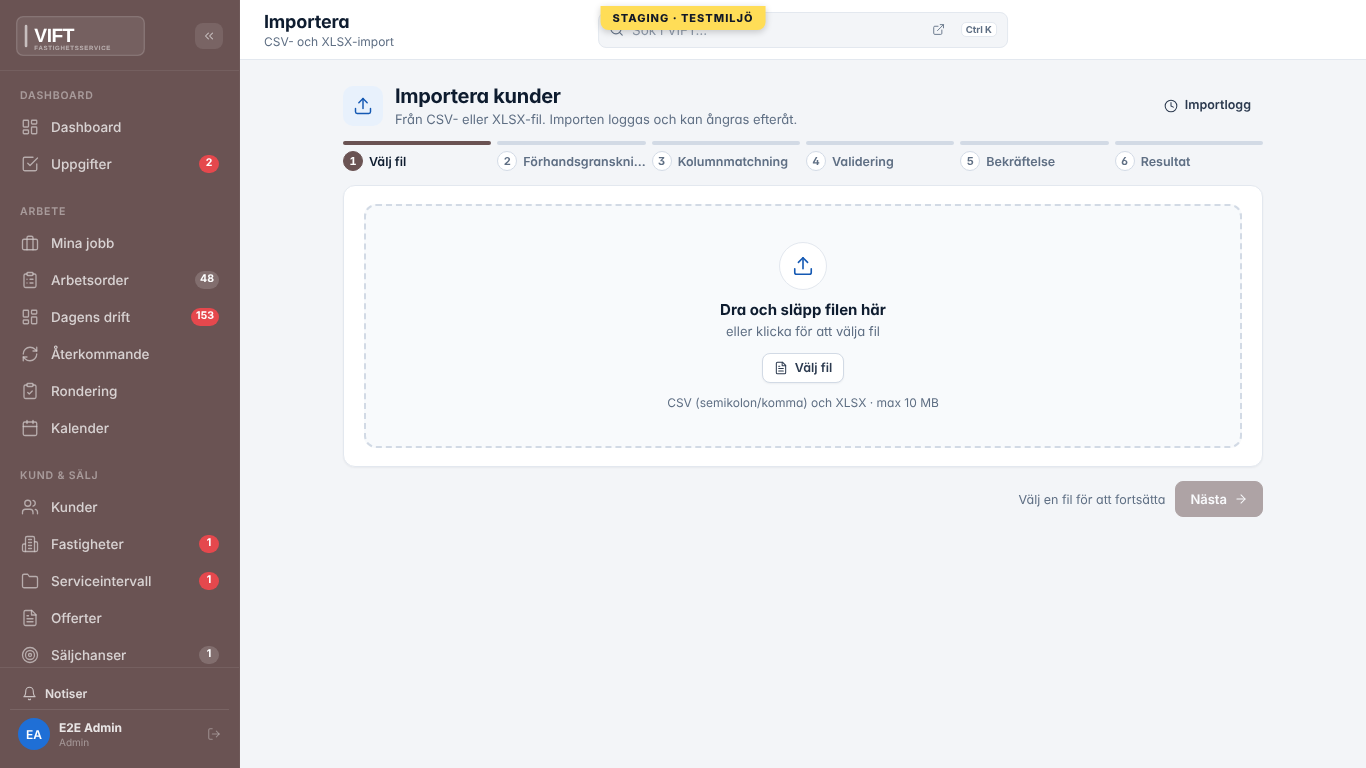 VIFT
FASTIGHETSSERVICE
DASHBOARD
Dashboard
Uppgifter 2
ARBETE
Mina jobb
Arbetsorder 48
Dagens drift 153
Återkommande
Rondering
Kalender
KUND & SÄLJ
Kunder
Fastigheter 1
Serviceintervall 1
Offerter
Säljchanser 1
Notiser
EA
E2E Admin
Admin
Importera
CSV- och XLSX-import
STAGING · TESTMILJÖ
Sök i VIFT...
Ctrl K
Importera kunder
Från CSV- eller XLSX-fil. Importen loggas och kan ångras efteråt.
Importlogg
1 Välj fil
2 Förhandsgranskni...
3 Kolumnmatchning
4 Validering
5 Bekräftelse
6 Resultat
Dra och släpp filen här
eller klicka för att välja fil
Välj fil
CSV (semikolon/komma) och XLSX · max 10 MB
Välj en fil för att fortsätta
Nästa